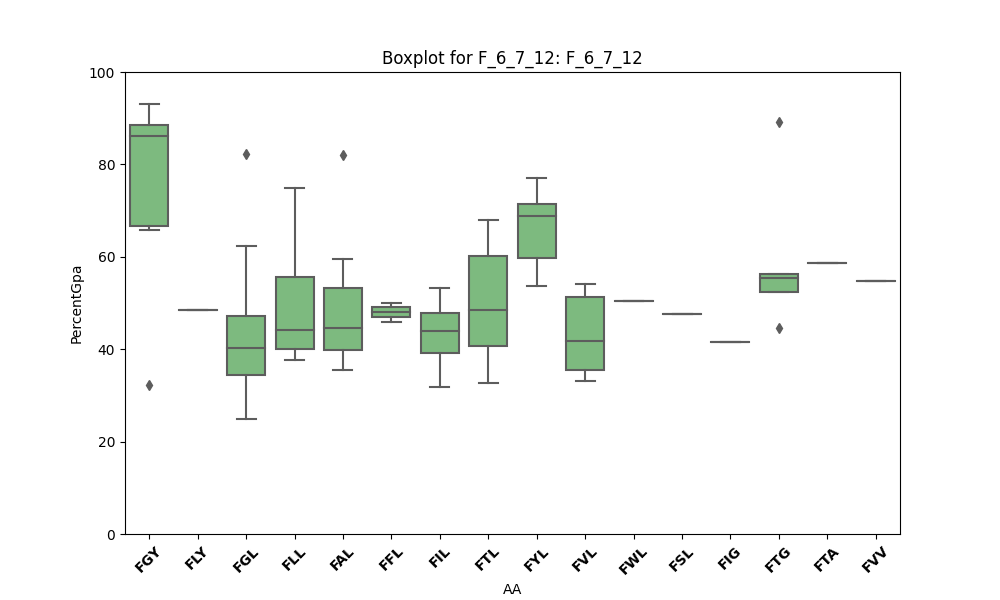 Boxplot for F_6_7_12: F_6_7_12
100
80
60
40
20
0
PercentGpa
FGY FLY FGL FLL FAL FFL FIL FTL FYL FVL FWL FSL FIG FTG FTA FVV
AA